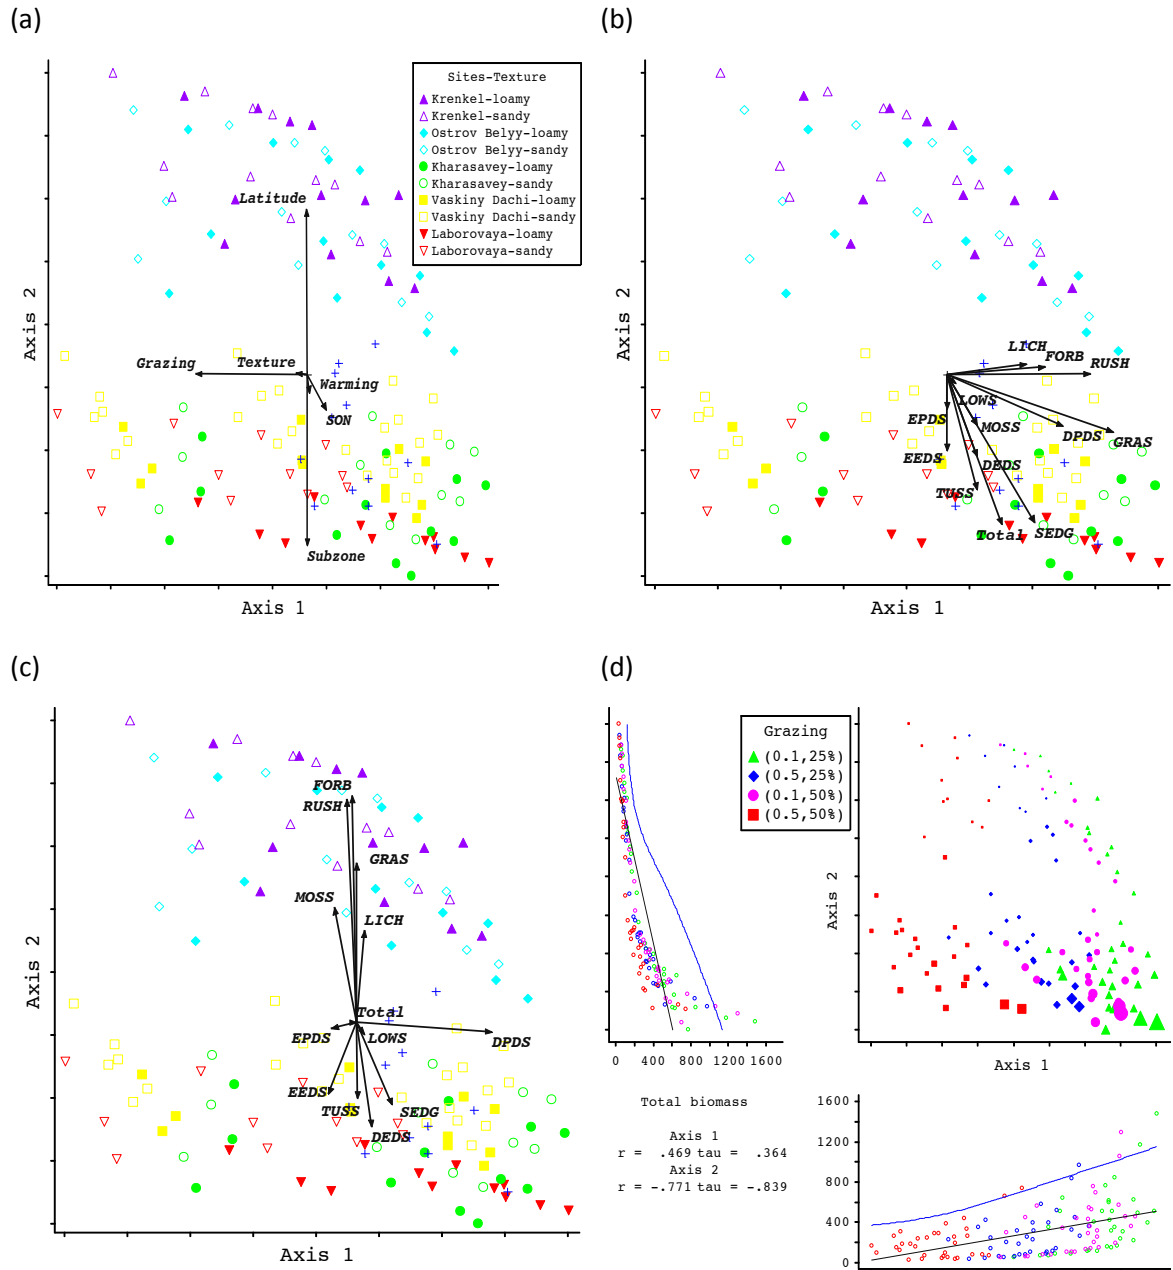 (a)
Sites-Texture
Krenkel-loamy
Krenkel-sandy
Ostrov Belyy-loamy
Ostrov Belyy-sandy
Kharasavey-loamy
Kharasavey-sandy
Vaskiny Dachi-loamy
Vaskiny Dachi-sandy
Laborovaya-loamy
Laborovaya-sandy
Latitude
Grazing
Texture
Warming
SON
Subzone
Axis 2
Axis 1
(b)
LICH
FORB
RUSH
LOWS
EPDS
MOSS
DPDS
GRAS
EEDS
DEDS
TUSS
Total
SEDG
Axis 2
Axis 1
(c)
FORB
RUSH
GRAS
MOSS
LICH
Total
EPDS
LOWS
DPDS
EEDS
TUSS
SEDG
DEDS
Axis 2
Axis 1
(d)
Grazing
(0.1,25%)
(0.5,25%)
(0.1,50%)
(0.5,50%)
0 400 800 1200 1600
Axis 2
Axis 1
Total biomass
Axis 1
r = .469 tau = .364
Axis 2
r = -.771 tau = -.839
1600
1200
800
400
0
Axis 1